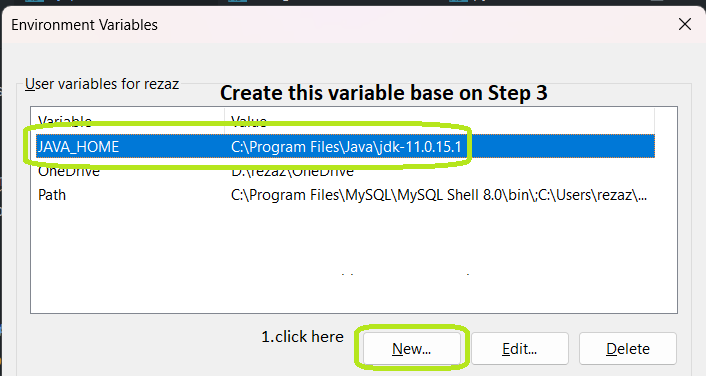 Environment Variables
User variables for rezaz
Create this variable base on Step 3
Variable Value
JAVA_HOME C:\Program Files\Java\jdk-11.0.15.1
OneDrive D:\rezaz\OneDrive
Path C:\Program Files\MySQL\MySQL Shell 8.0\bin\;C:\Users\rezaz\...
1.click here
New... Edit... Delete